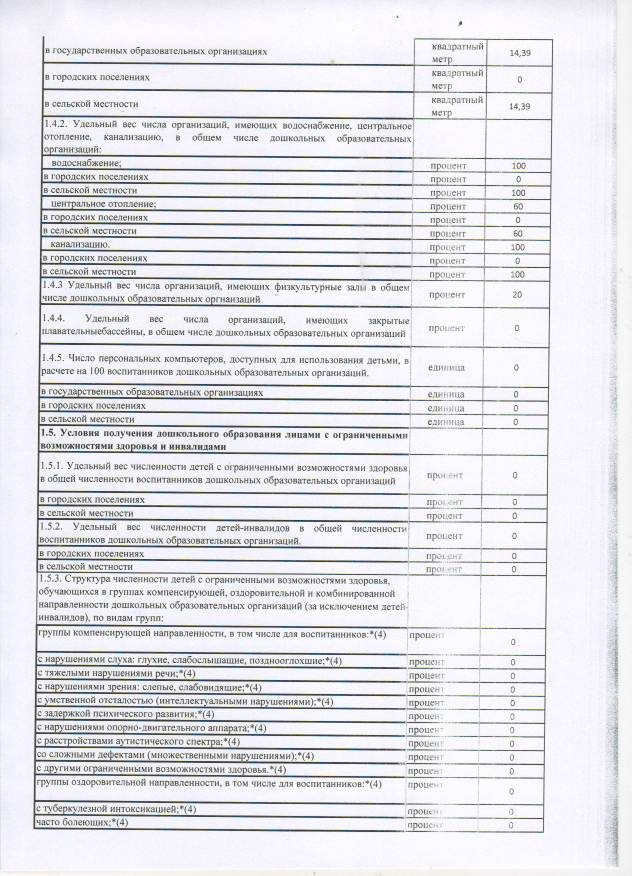 в государственных образовательных организациях квадратный метр 14,39
в городских поселениях квадратный метр 0
в сельской местности квадратный метр 14,39
1.4.2. Удельный вес числа организаций, имеющих водоснабжение, центральное
отопление, канализацию, в общем числе дошкольных образовательных
организаций:
водоснабжение; процент 100
в городских поселениях процент 0
в сельской местности процент 100
центральное отопление; процент 60
в городских поселениях процент 0
в сельской местности процент 60
канализацию. процент 100
в городских поселениях процент 0
в сельской местности процент 100
1.4.3 Удельный вес числа организаций, имеющих физкультурные залы в общем
числе дошкольных образовательных оргнаизаций процент 20
1.4.4. Удельный вес числа организаций, имеющих закрытые
плавательныебассейны, в общем числе дошкольных образовательных организаций процент 0
1.4.5. Число персональных компьютеров, доступных для использования детьми, в
расчете на 100 воспитанников дошкольных образовательных организаций. единица 0
в государственных образовательных организациях единица 0
в городских поселениях единица 0
в сельской местности единица 0
1.5. Условия получения дошкольного образования лицами с ограниченными
возможностями здоровья и инвалидами
1.5.1. Удельный вес численности детей с ограниченными возможностями здоровья
в общей численности воспитанников дошкольных образовательных организаций процент 0
в городских поселениях процент 0
в сельской местности процент 0
1.5.2. Удельный вес численности детей-инвалидов в общей численности
воспитанников дошкольных образовательных организаций. процент 0
в городских поселениях процент 0
в сельской местности процент 0
1.5.3. Структура численности детей с ограниченными возможностями здоровья,
обучающихся в группах компенсирующей, оздоровительной и комбинированной
направленности дошкольных образовательных организаций (за исключением детей-
инвалидов), по видам групп:
группы компенсирующей направленности, в том числе для воспитанников:*(4) процент 0
с нарушениями слуха: глухие, слабослышащие, позднооглохшие;*(4) процент 0
с тяжелыми нарушениями речи;*(4) процент 0
с нарушениями зрения: слепые, слабовидящие;*(4) процент 0
с умственной отсталостью (интеллектуальными нарушениями);*(4) процент 0
с задержкой психического развития;*(4) процент 0
с нарушениями опорно-двигательного аппарата;*(4) процент 0
с расстройствами аутистического спектра;*(4) процент 0
со сложными дефектами (множественными нарушениями);*(4) процент 0
с другими ограниченными возможностями здоровья.*(4) процент 0
группы оздоровительной направленности, в том числе для воспитанников:*(4) процент 0
с туберкулезной интоксикацией;*(4) процент 0
часто болеющих;*(4) процент 0